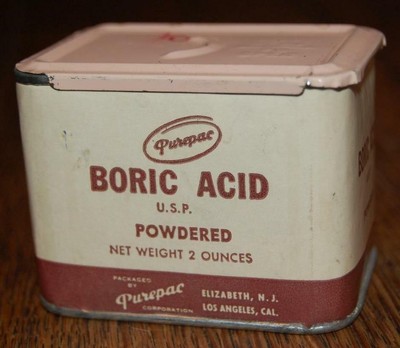 Purepac
BORIC ACID
U.S.P.
POWDERED
NET WEIGHT 2 OUNCES
PACKAGED
BY
Purepac
CORPORATION
ELIZABETH, N. J.
LOS ANGELES, CAL.